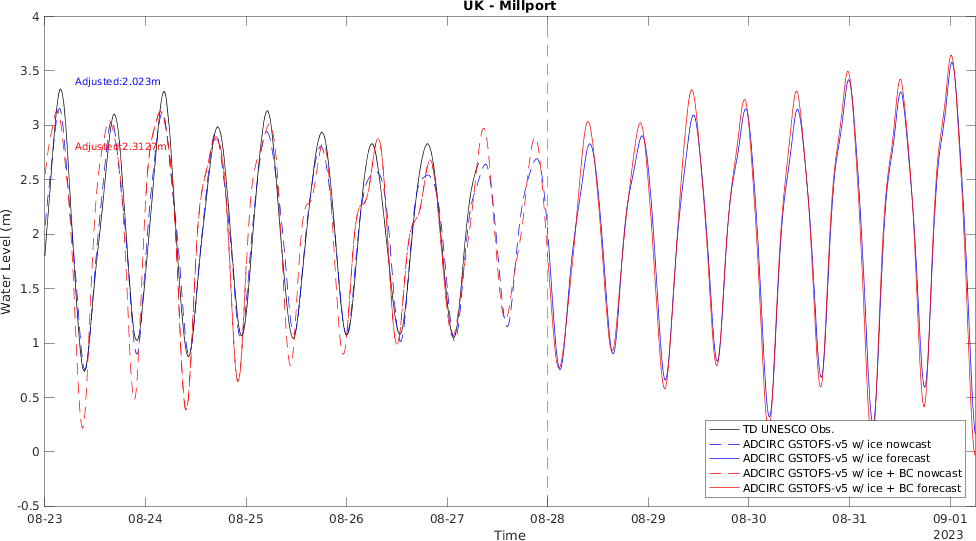 UK - Millport
4
3.5
3
2.5
2
1.5
1
0.5
0
-0.5
Water Level (m)
Adjusted:2.023m
Adjusted:2.3127m
TD UNESCO Obs.
ADCIRC GSTOFS-v5 w/ ice nowcast
ADCIRC GSTOFS-v5 w/ ice forecast
ADCIRC GSTOFS-v5 w/ ice + BC nowcast
ADCIRC GSTOFS-v5 w/ ice + BC forecast
08-23 08-24 08-25 08-26 08-27 08-28 08-29 08-30 08-31 09-01
Time
2023